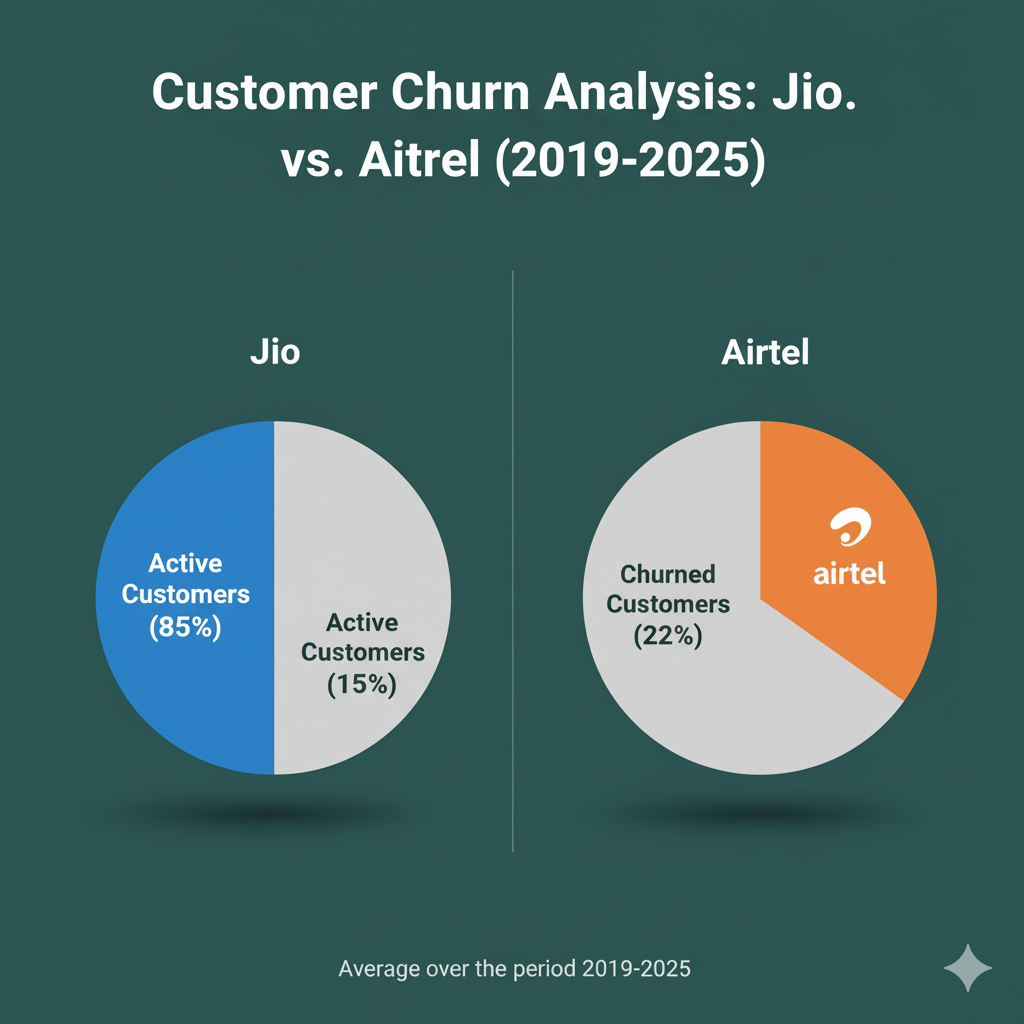 Customer Churn Analysis: Jio.
vs. Aitrel (2019-2025)
Jio
Active
Customers
(85%)
Active
Customers
(15%)
Airtel
Churned
Customers
(22%)
airtel
Average over the period 2019-2025